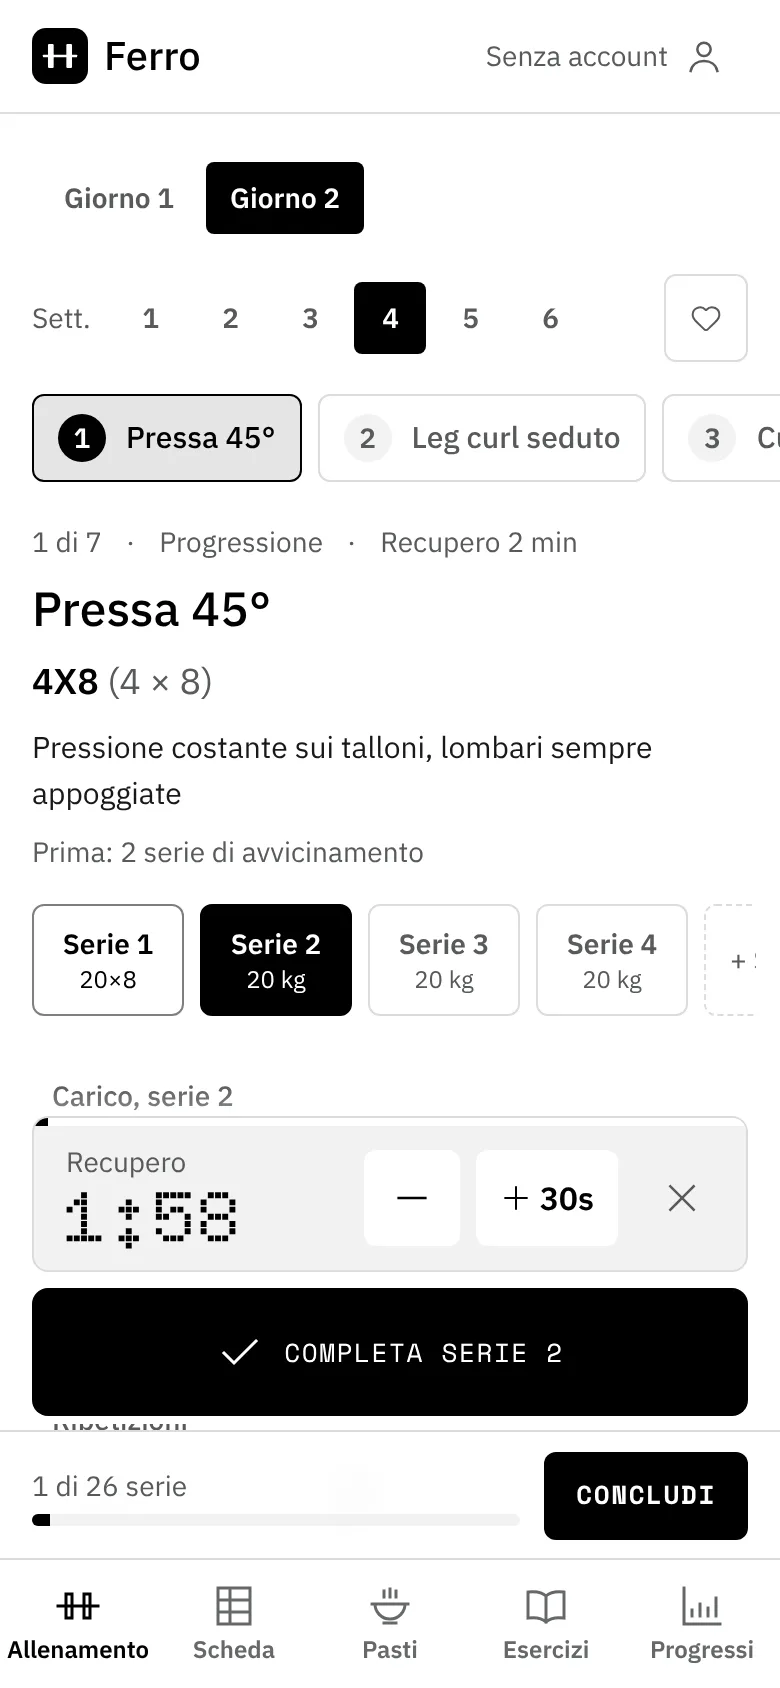 Ferro
Senza account
Giorno 1 Giorno 2
Sett. 1 2 3 4 5 6
1 Pressa 45° 2 Leg curl seduto 3
1 di 7 · Progressione · Recupero 2 min
Pressa 45°
4X8 (4 × 8)
Pressione costante sui talloni, lombari sempre
appoggiate
Prima: 2 serie di avvicinamento
Serie 1 Serie 2 Serie 3 Serie 4
20×8 20 kg 20 kg 20 kg
+
Carico, serie 2
Recupero
1:58
+ 30s
COMPLETA SERIE 2
Ripetizioni
1 di 26 serie
CONCLUDI
Allenamento Scheda Pasti Esercizi Progressi